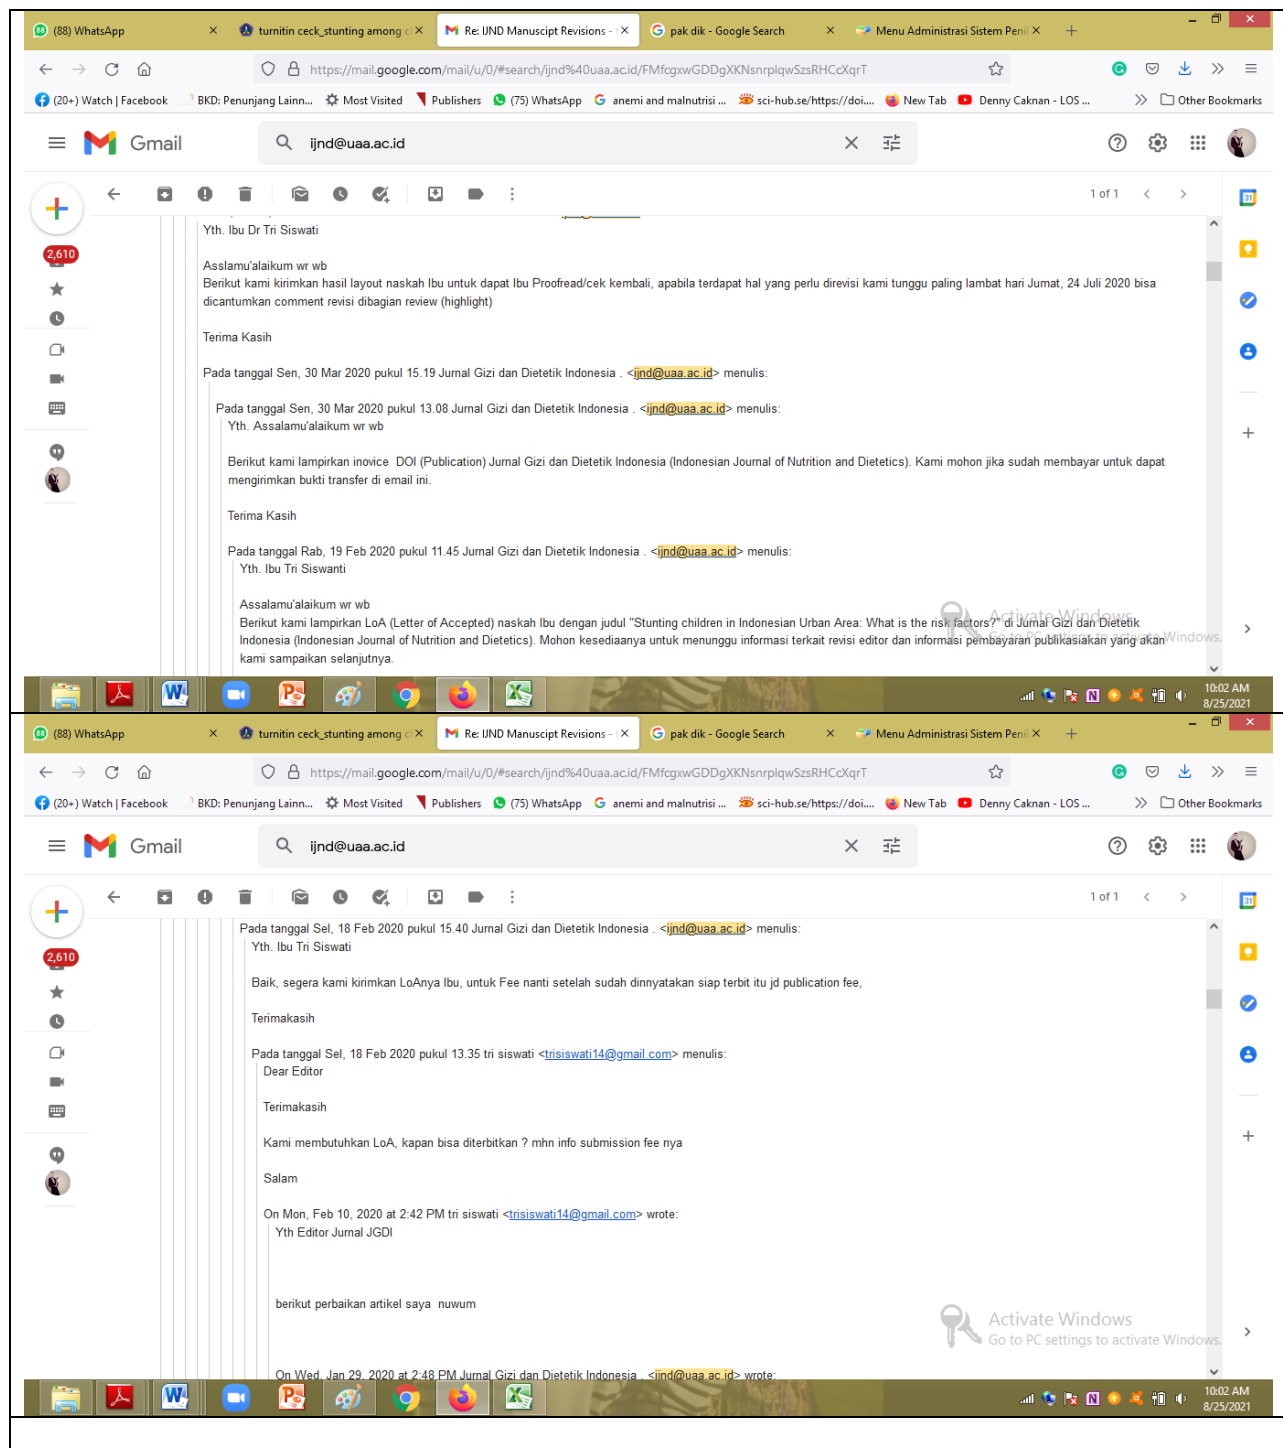 (88) WhatsApp
turnitin ceck_stunting among c
Re: IJND Manuscipt Revisions -
pak dik - Google Search
Menu Administrasi Sistem Penil
https://mail.google.com/mail/u/0/#search/ijnd%40uaa.ac.id/FMfcgxwGDDgXKNsnrplqwSzsRHCcXqrT
(20+) Watch | Facebook
BKD: Penunjang Lainn...
Most Visited
Publishers
(75) WhatsApp
anemi and malnutrisi ...
sci-hub.se/https://doi....
New Tab
Denny Caknan - LOS ...
Other Bookmarks
Gmail
ijnd@uaa.ac.id
1 of 1
2,610
Yth. Ibu Dr Tri Siswati
Asslamu'alaikum wr wb
Berikut kami kirimkan hasil layout naskah Ibu untuk dapat Ibu Proofread/cek kembali, apabila terdapat hal yang perlu direvisi kami tunggu paling lambat hari Jumat, 24 Juli 2020 bisa
dicantumkan comment revisi dibagian review (highlight)
Terima Kasih
Pada tanggal Sen, 30 Mar 2020 pukul 15.19 Jurnal Gizi dan Dietetik Indonesia . <ijnd@uaa.ac.id> menulis:
Pada tanggal Sen, 30 Mar 2020 pukul 13.08 Jurnal Gizi dan Dietetik Indonesia . <ijnd@uaa.ac.id> menulis:
Yth. Assalamu'alaikum wr wb
Berikut kami lampirkan inovice  DOI (Publication) Jurnal Gizi dan Dietetik Indonesia (Indonesian Journal of Nutrition and Dietetics). Kami mohon jika sudah membayar untuk dapat
mengirimkan bukti transfer di email ini.
Terima Kasih
Pada tanggal Rab, 19 Feb 2020 pukul 11.45 Jurnal Gizi dan Dietetik Indonesia . <ijnd@uaa.ac.id> menulis:
Yth. Ibu Tri Siswanti
Assalamu'alaikum wr wb
Berikut kami lampirkan LoA (Letter of Accepted) naskah Ibu dengan judul "Stunting children in Indonesian Urban Area: What is the risk factors?" di Jurnal Gizi dan Dietetik
Indonesia (Indonesian Journal of Nutrition and Dietetics). Mohon kesediaanya untuk menunggu informasi terkait revisi editor dan informasi pembayaran publikasiakan yang akan
kami sampaikan selanjutnya.
Activate Windows
Go to PC settings to activate Windows.
10:02 AM
8/25/2021
(88) WhatsApp
turnitin ceck_stunting among c
Re: IJND Manuscipt Revisions -
pak dik - Google Search
Menu Administrasi Sistem Penil
https://mail.google.com/mail/u/0/#search/ijnd%40uaa.ac.id/FMfcgxwGDDgXKNsnrplqwSzsRHCcXqrT
(20+) Watch | Facebook
BKD: Penunjang Lainn...
Most Visited
Publishers
(75) WhatsApp
anemi and malnutrisi ...
sci-hub.se/https://doi....
New Tab
Denny Caknan - LOS ...
Other Bookmarks
Gmail
ijnd@uaa.ac.id
1 of 1
2,610
Pada tanggal Sel, 18 Feb 2020 pukul 15.40 Jurnal Gizi dan Dietetik Indonesia . <ijnd@uaa.ac.id> menulis:
Yth. Ibu Tri Siswati
Baik, segera kami kirimkan LoAnya Ibu, untuk Fee nanti setelah sudah dinnyatakan siap terbit itu jd publication fee,
Terimakasih
Pada tanggal Sel, 18 Feb 2020 pukul 13.35 tri siswati <trisiswati14@gmail.com> menulis:
Dear Editor
Terimakasih
Kami membutuhkan LoA, kapan bisa diterbitkan ? mhn info submission fee nya
Salam
On Mon, Feb 10, 2020 at 2:42 PM tri siswati <trisiswati14@gmail.com> wrote:
Yth Editor Jurnal JGDI
berikut perbaikan artikel saya  nuwum
On Wed, Jan 29, 2020 at 2:48 PM Jurnal Gizi dan Dietetik Indonesia . <ijnd@uaa.ac.id> wrote:
Activate Windows
Go to PC settings to activate Windows.
10:02 AM
8/25/2021